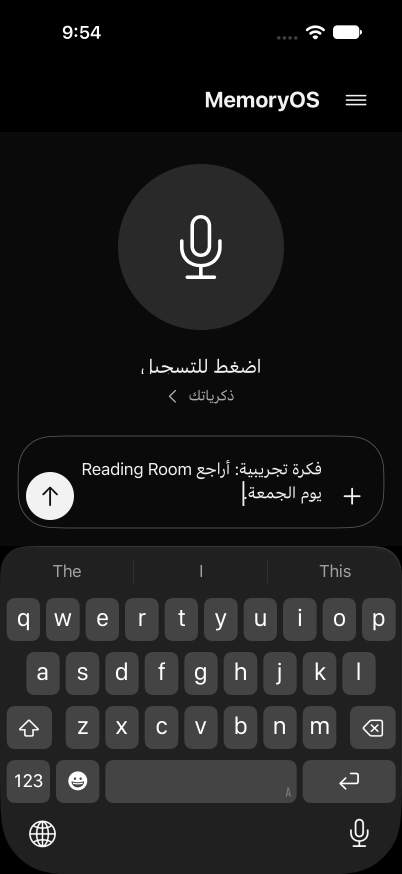 9:54
MemoryOS
اضغط للتسجيل
ذكرياتك
فكرة تجريبية: أراجع Reading Room
يوم الجمعة.
The I This
q w e r t y u i o p
a s d f g h j k l
z x c v b n m
123